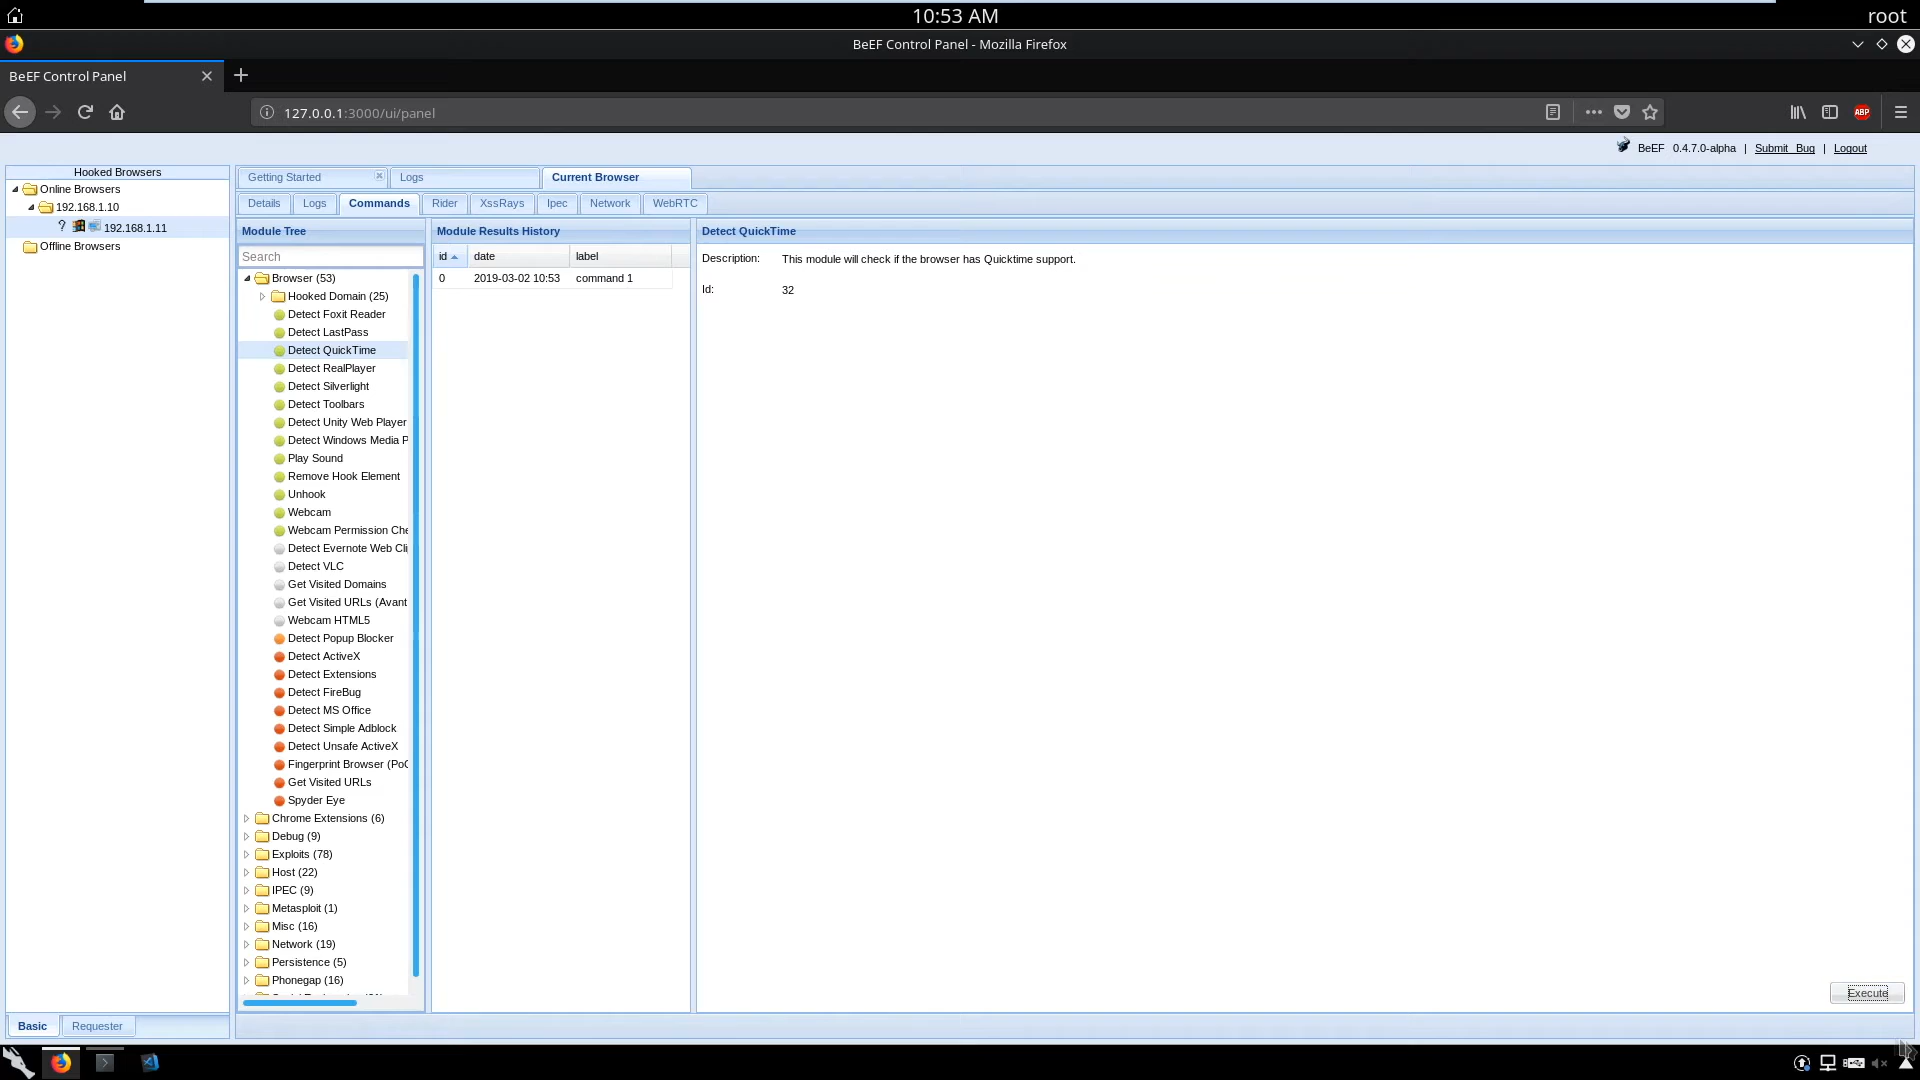 10:53 AM
root
BeEF Control Panel - Mozilla Firefox
BeEF Control Panel
127.0.0.1:3000/ui/panel
ABP
BeEF 0.4.7.0-alpha | Submit Bug | Logout
Hooked Browsers
Online Browsers
192.168.1.10
? 192.168.1.11
Offline Browsers
Basic
Requester
Getting Started
Logs
Current Browser
Details
Logs
Commands
Rider
XssRays
Ipec
Network
WebRTC
Module Tree
Search
Browser (53)
Hooked Domain (25)
Detect Foxit Reader
Detect LastPass
Detect QuickTime
Detect RealPlayer
Detect Silverlight
Detect Toolbars
Detect Unity Web Player
Detect Windows Media P
Play Sound
Remove Hook Element
Unhook
Webcam
Webcam Permission Che
Detect Evernote Web Cli
Detect VLC
Get Visited Domains
Get Visited URLs (Avant
Webcam HTML5
Detect Popup Blocker
Detect ActiveX
Detect Extensions
Detect FireBug
Detect MS Office
Detect Simple Adblock
Detect Unsafe ActiveX
Fingerprint Browser (PoC
Get Visited URLs
Spyder Eye
Chrome Extensions (6)
Debug (9)
Exploits (78)
Host (22)
IPEC (9)
Metasploit (1)
Misc (16)
Network (19)
Persistence (5)
Phonegap (16)
Module Results History
id date label
0 2019-03-02 10:53 command 1
Detect QuickTime
Description: This module will check if the browser has Quicktime support.
Id: 32
Execute